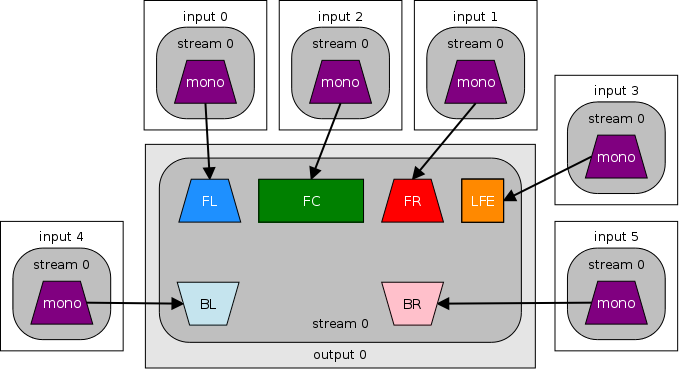 input 0
stream 0
mono
input 2
stream 0
mono
input 1
stream 0
mono
input 3
stream 0
mono
FL
FC
FR
LFE
input 4
stream 0
mono
BL
BR
stream 0
output 0
input 5
stream 0
mono